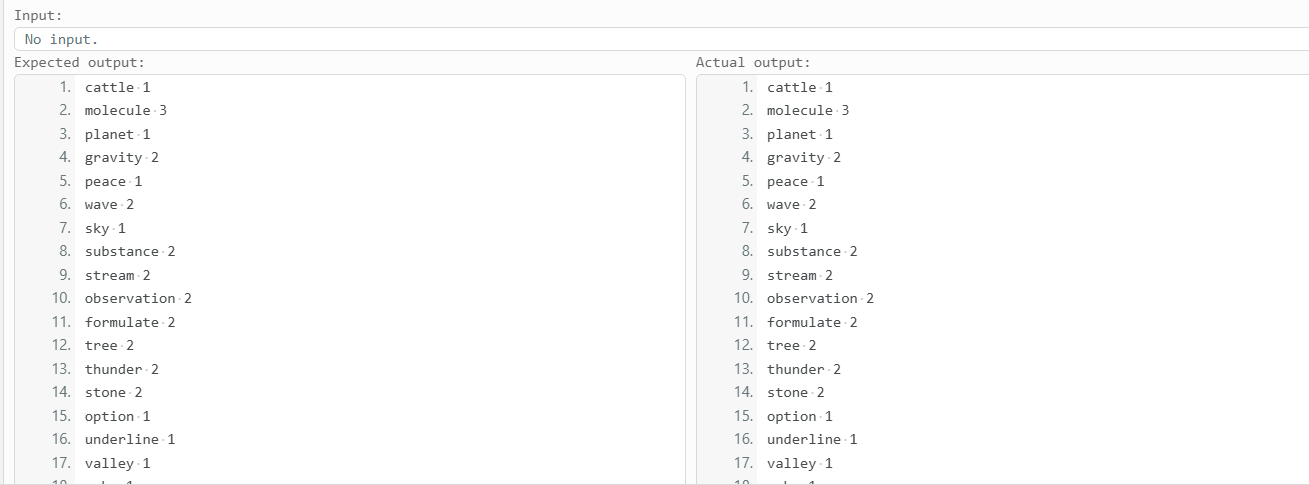 Input:
No input.
Expected output:
1. cattle 1
2. molecule 3
3. planet 1
4. gravity 2
5. peace 1
6. wave 2
7. sky 1
8. substance 2
9. stream 2
10. observation 2
11. formulate 2
12. tree 2
13. thunder 2
14. stone 2
15. option 1
16. underline 1
17. valley 1
Actual output:
1. cattle 1
2. molecule 3
3. planet 1
4. gravity 2
5. peace 1
6. wave 2
7. sky 1
8. substance 2
9. stream 2
10. observation 2
11. formulate 2
12. tree 2
13. thunder 2
14. stone 2
15. option 1
16. underline 1
17. valley 1